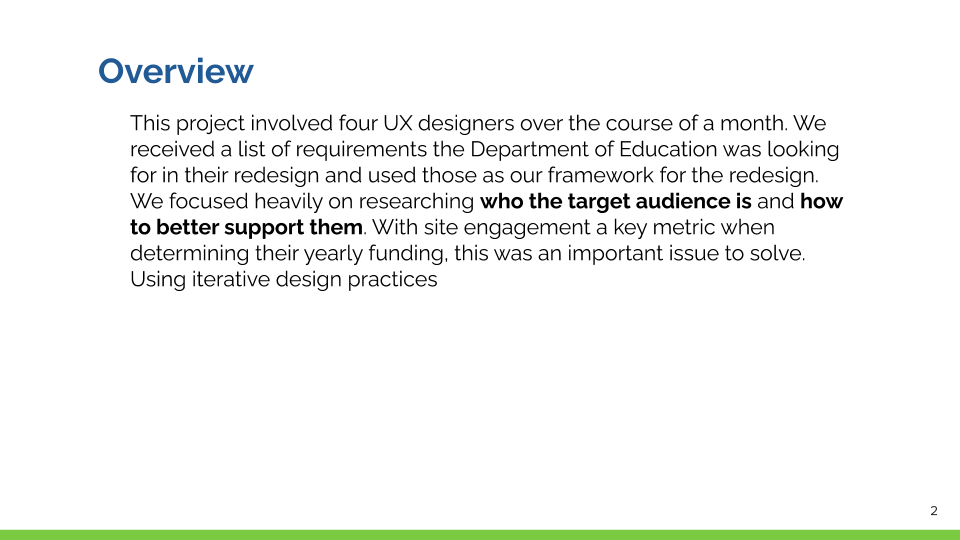 Overview
This project involved four UX designers over the course of a month. We
received a list of requirements the Department of Education was looking
for in their redesign and used those as our framework for the redesign.
We focused heavily on researching who the target audience is and how
to better support them. With site engagement a key metric when
determining their yearly funding, this was an important issue to solve.
Using iterative design practices
2